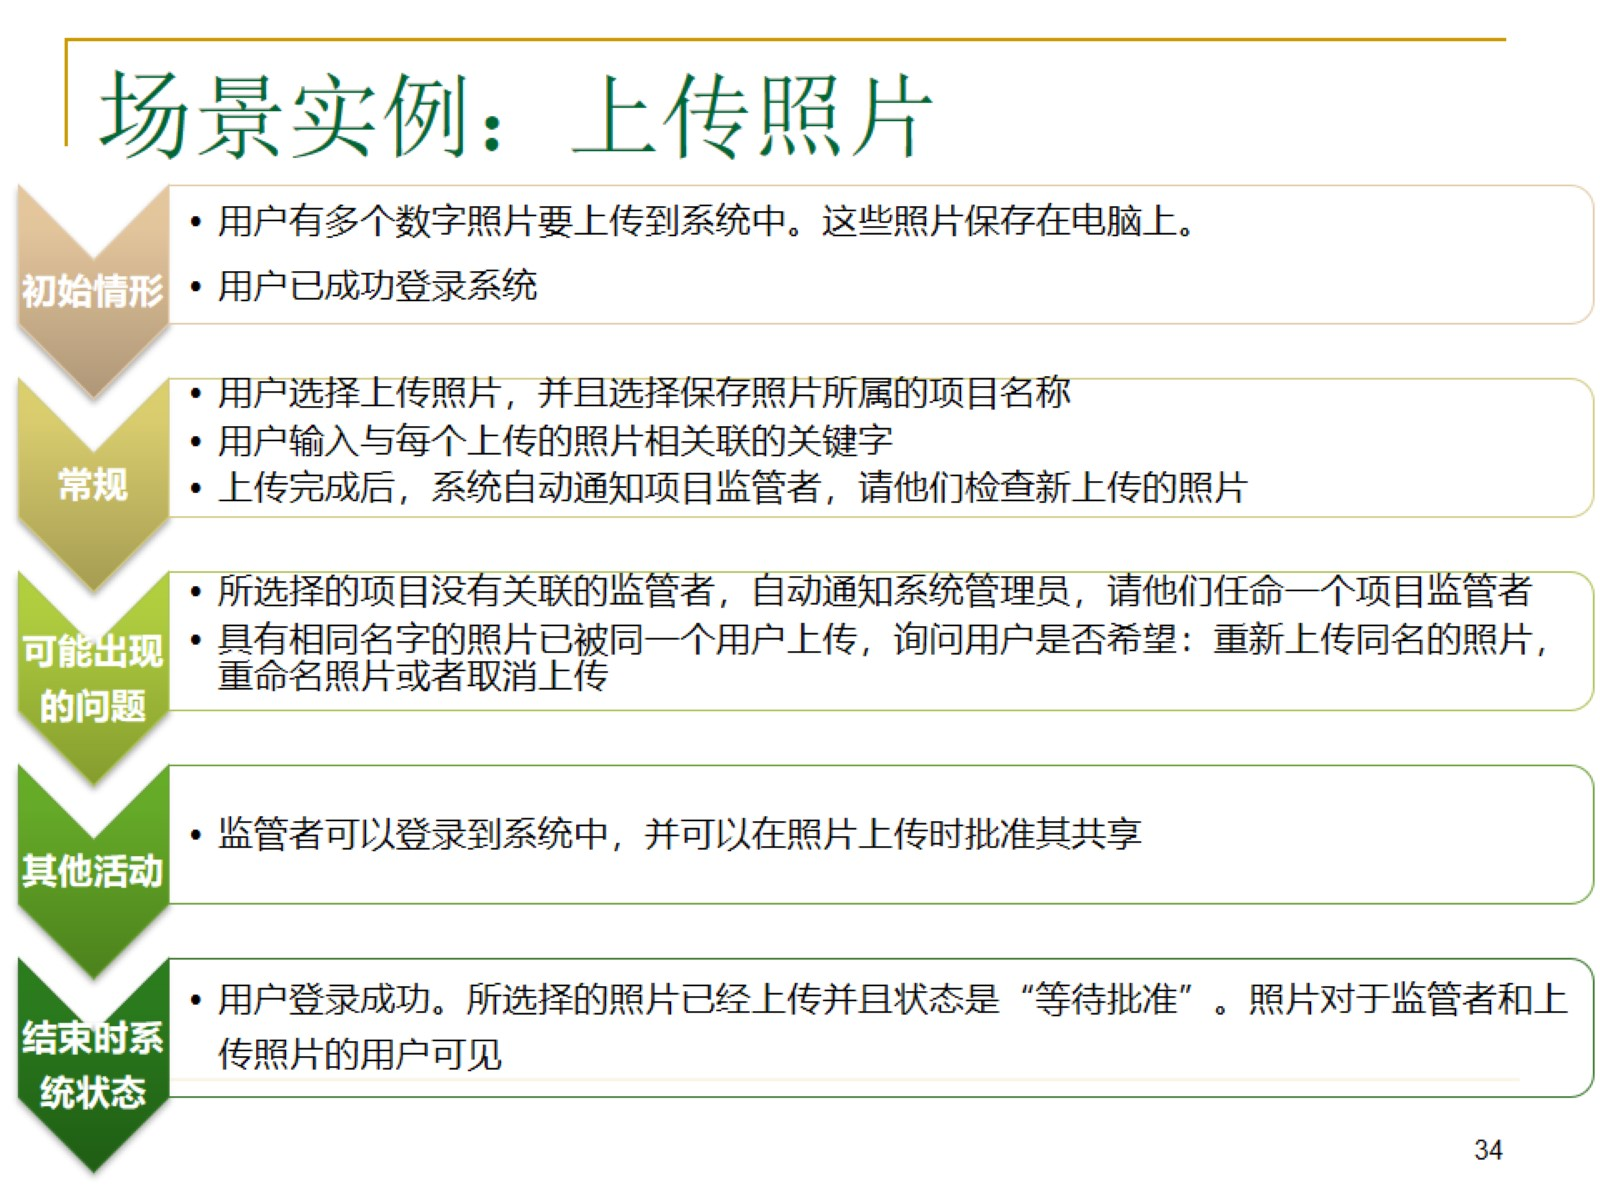 场景实例：上传照片
初始情形
• 用户有多个数字照片要上传到系统中。这些照片保存在电脑上。
• 用户已成功登录系统
常规
• 用户选择上传照片，并且选择保存照片所属的项目名称
• 用户输入与每个上传的照片相关联的关键字
• 上传完成后，系统自动通知项目监管者，请他们检查新上传的照片
可能出现
的问题
• 所选择的项目没有关联的监管者，自动通知系统管理员，请他们任命一个项目监管者
• 具有相同名字的照片已被同一个用户上传，询问用户是否希望：重新上传同名的照片，
重命名照片或者取消上传
其他活动
• 监管者可以登录到系统中，并可以在照片上传时批准其共享
结束时系
统状态
• 用户登录成功。所选择的照片已经上传并且状态是“等待批准”。照片对于监管者和上
传照片的用户可见
34